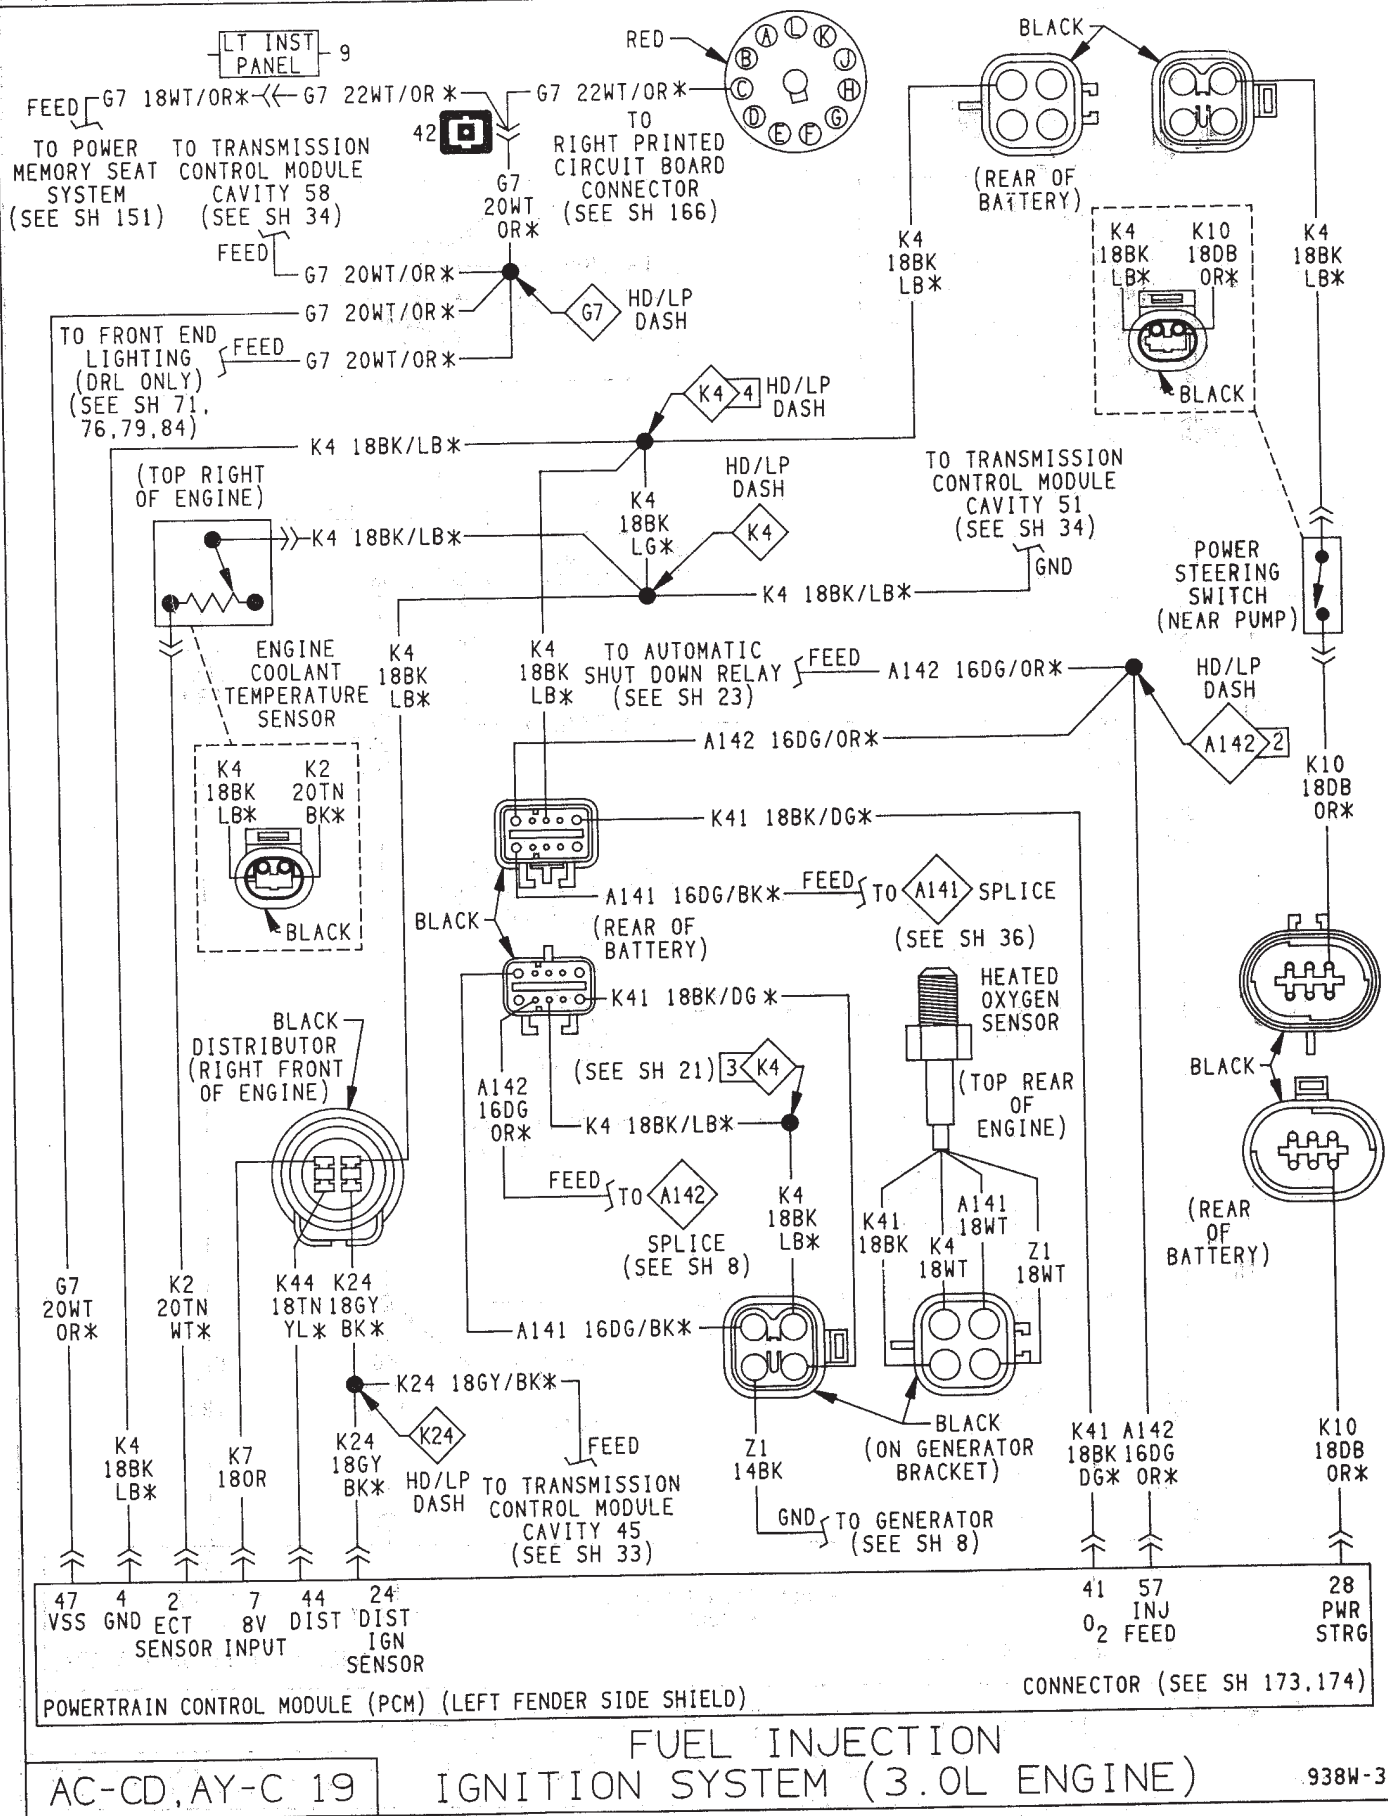 LT INST
PANEL
9
RED
A
L
K
B
J
C
H
D
G
E
F
BLACK
FEED
G7 18WT/OR*
G7 22WT/OR *
G7 22WT/OR*
42
TO POWER
MEMORY SEAT
SYSTEM
(SEE SH 151)
TO TRANSMISSION
CONTROL MODULE
CAVITY 58
(SEE SH 34)
FEED
TO
RIGHT PRINTED
CIRCUIT BOARD
CONNECTOR
(SEE SH 166)
G7
20WT
OR*
(REAR OF
BATTERY)
K4
18BK
LB*
K4
18BK
LB*
K10
18DB
OR*
K4
18BK
LB*
BLACK
G7 20WT/OR*
G7 20WT/OR*
G7 20WT/OR*
G7
HD/LP
DASH
TO FRONT END
LIGHTING
(DRL ONLY)
(SEE SH 71,
76,79,84)
FEED
K4
4
HD/LP
DASH
K4 18BK/LB*
(TOP RIGHT
OF ENGINE)
K4 18BK/LB*
K4
18BK
LG*
HD/LP
DASH
K4
TO TRANSMISSION
CONTROL MODULE
CAVITY 51
(SEE SH 34)
GND
K4 18BK/LB*
POWER
STEERING
SWITCH
(NEAR PUMP)
ENGINE
COOLANT
TEMPERATURE
SENSOR
K4
18BK
LB*
K4
18BK
LB*
TO AUTOMATIC
SHUT DOWN RELAY
(SEE SH 23)
FEED
A142 16DG/OR*
HD/LP
DASH
A142
2
A142 16DG/OR*
K4
18BK
LB*
K2
20TN
BK*
BLACK
K10
18DB
OR*
K41 18BK/DG*
A141 16DG/BK*
FEED
TO
A141
SPLICE
(SEE SH 36)
BLACK
(REAR OF
BATTERY)
K41 18BK/DG *
HEATED
OXYGEN
SENSOR
(TOP REAR
OF
ENGINE)
BLACK
DISTRIBUTOR
(RIGHT FRONT
OF ENGINE)
A142
16DG
OR*
(SEE SH 21)
3
K4
K4 18BK/LB*
FEED
TO
A142
SPLICE
(SEE SH 8)
K4
18BK
LB*
K41
18BK
K4
18WT
A141
18WT
Z1
18WT
BLACK
(REAR
OF
BATTERY)
G7
20WT
OR*
K2
20TN
WT*
K44
18TN
YL*
K24
18GY
BK*
A141 16DG/BK*
K24 18GY/BK*
K24
HD/LP
DASH
FEED
TO TRANSMISSION
CONTROL MODULE
CAVITY 45
(SEE SH 33)
Z1
14BK
BLACK
(ON GENERATOR
BRACKET)
GND
TO GENERATOR
(SEE SH 8)
K4
18BK
LB*
K7
18OR
K24
18GY
BK*
K41
18BK
DG*
A142
16DG
OR*
K10
18DB
OR*
47
VSS
4
GND
2
ECT
SENSOR
7
8V
INPUT
44
DIST
24
DIST
IGN
SENSOR
41
O2
57
INJ
FEED
28
PWR
STRG
POWERTRAIN CONTROL MODULE (PCM) (LEFT FENDER SIDE SHIELD)
CONNECTOR (SEE SH 173,174)
FUEL INJECTION
IGNITION SYSTEM (3.0L ENGINE)
AC-CD,AY-C 19
938W-3